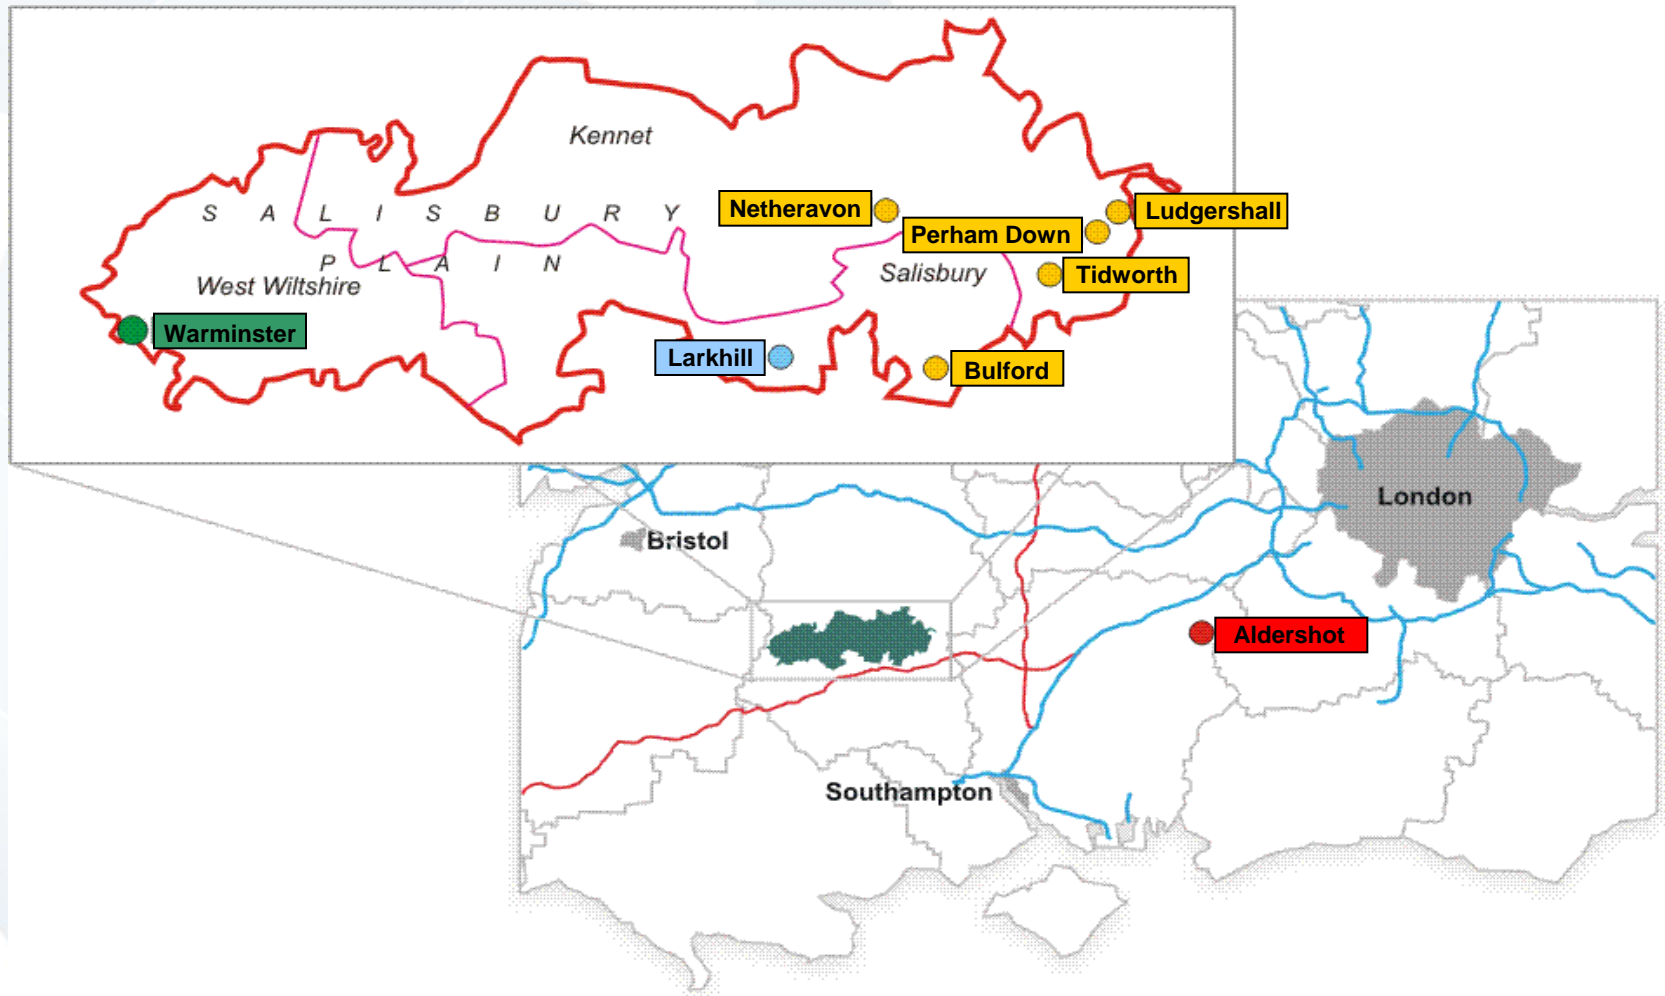 Kennet
S A L I S B U R Y
Netheravon
Ludgershall
Perham Down
P L A I N
West Wiltshire
Salisbury
Tidworth
Warminster
Larkhill
Bulford
London
Bristol
Aldershot
Southampton